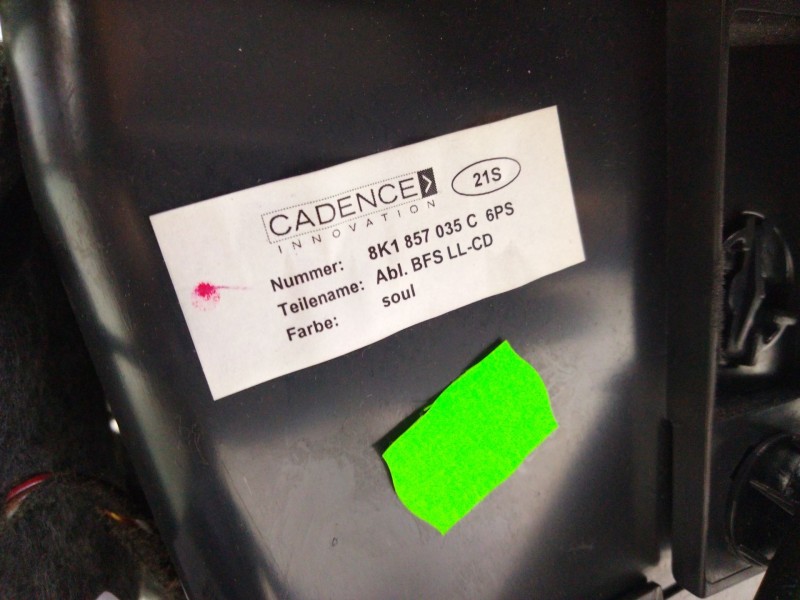 CADENCE
INNOVATION
21S
Nummer: 8K1 857 035 C 6PS
Teilename: Abl. BFS LL-CD
Farbe: soul